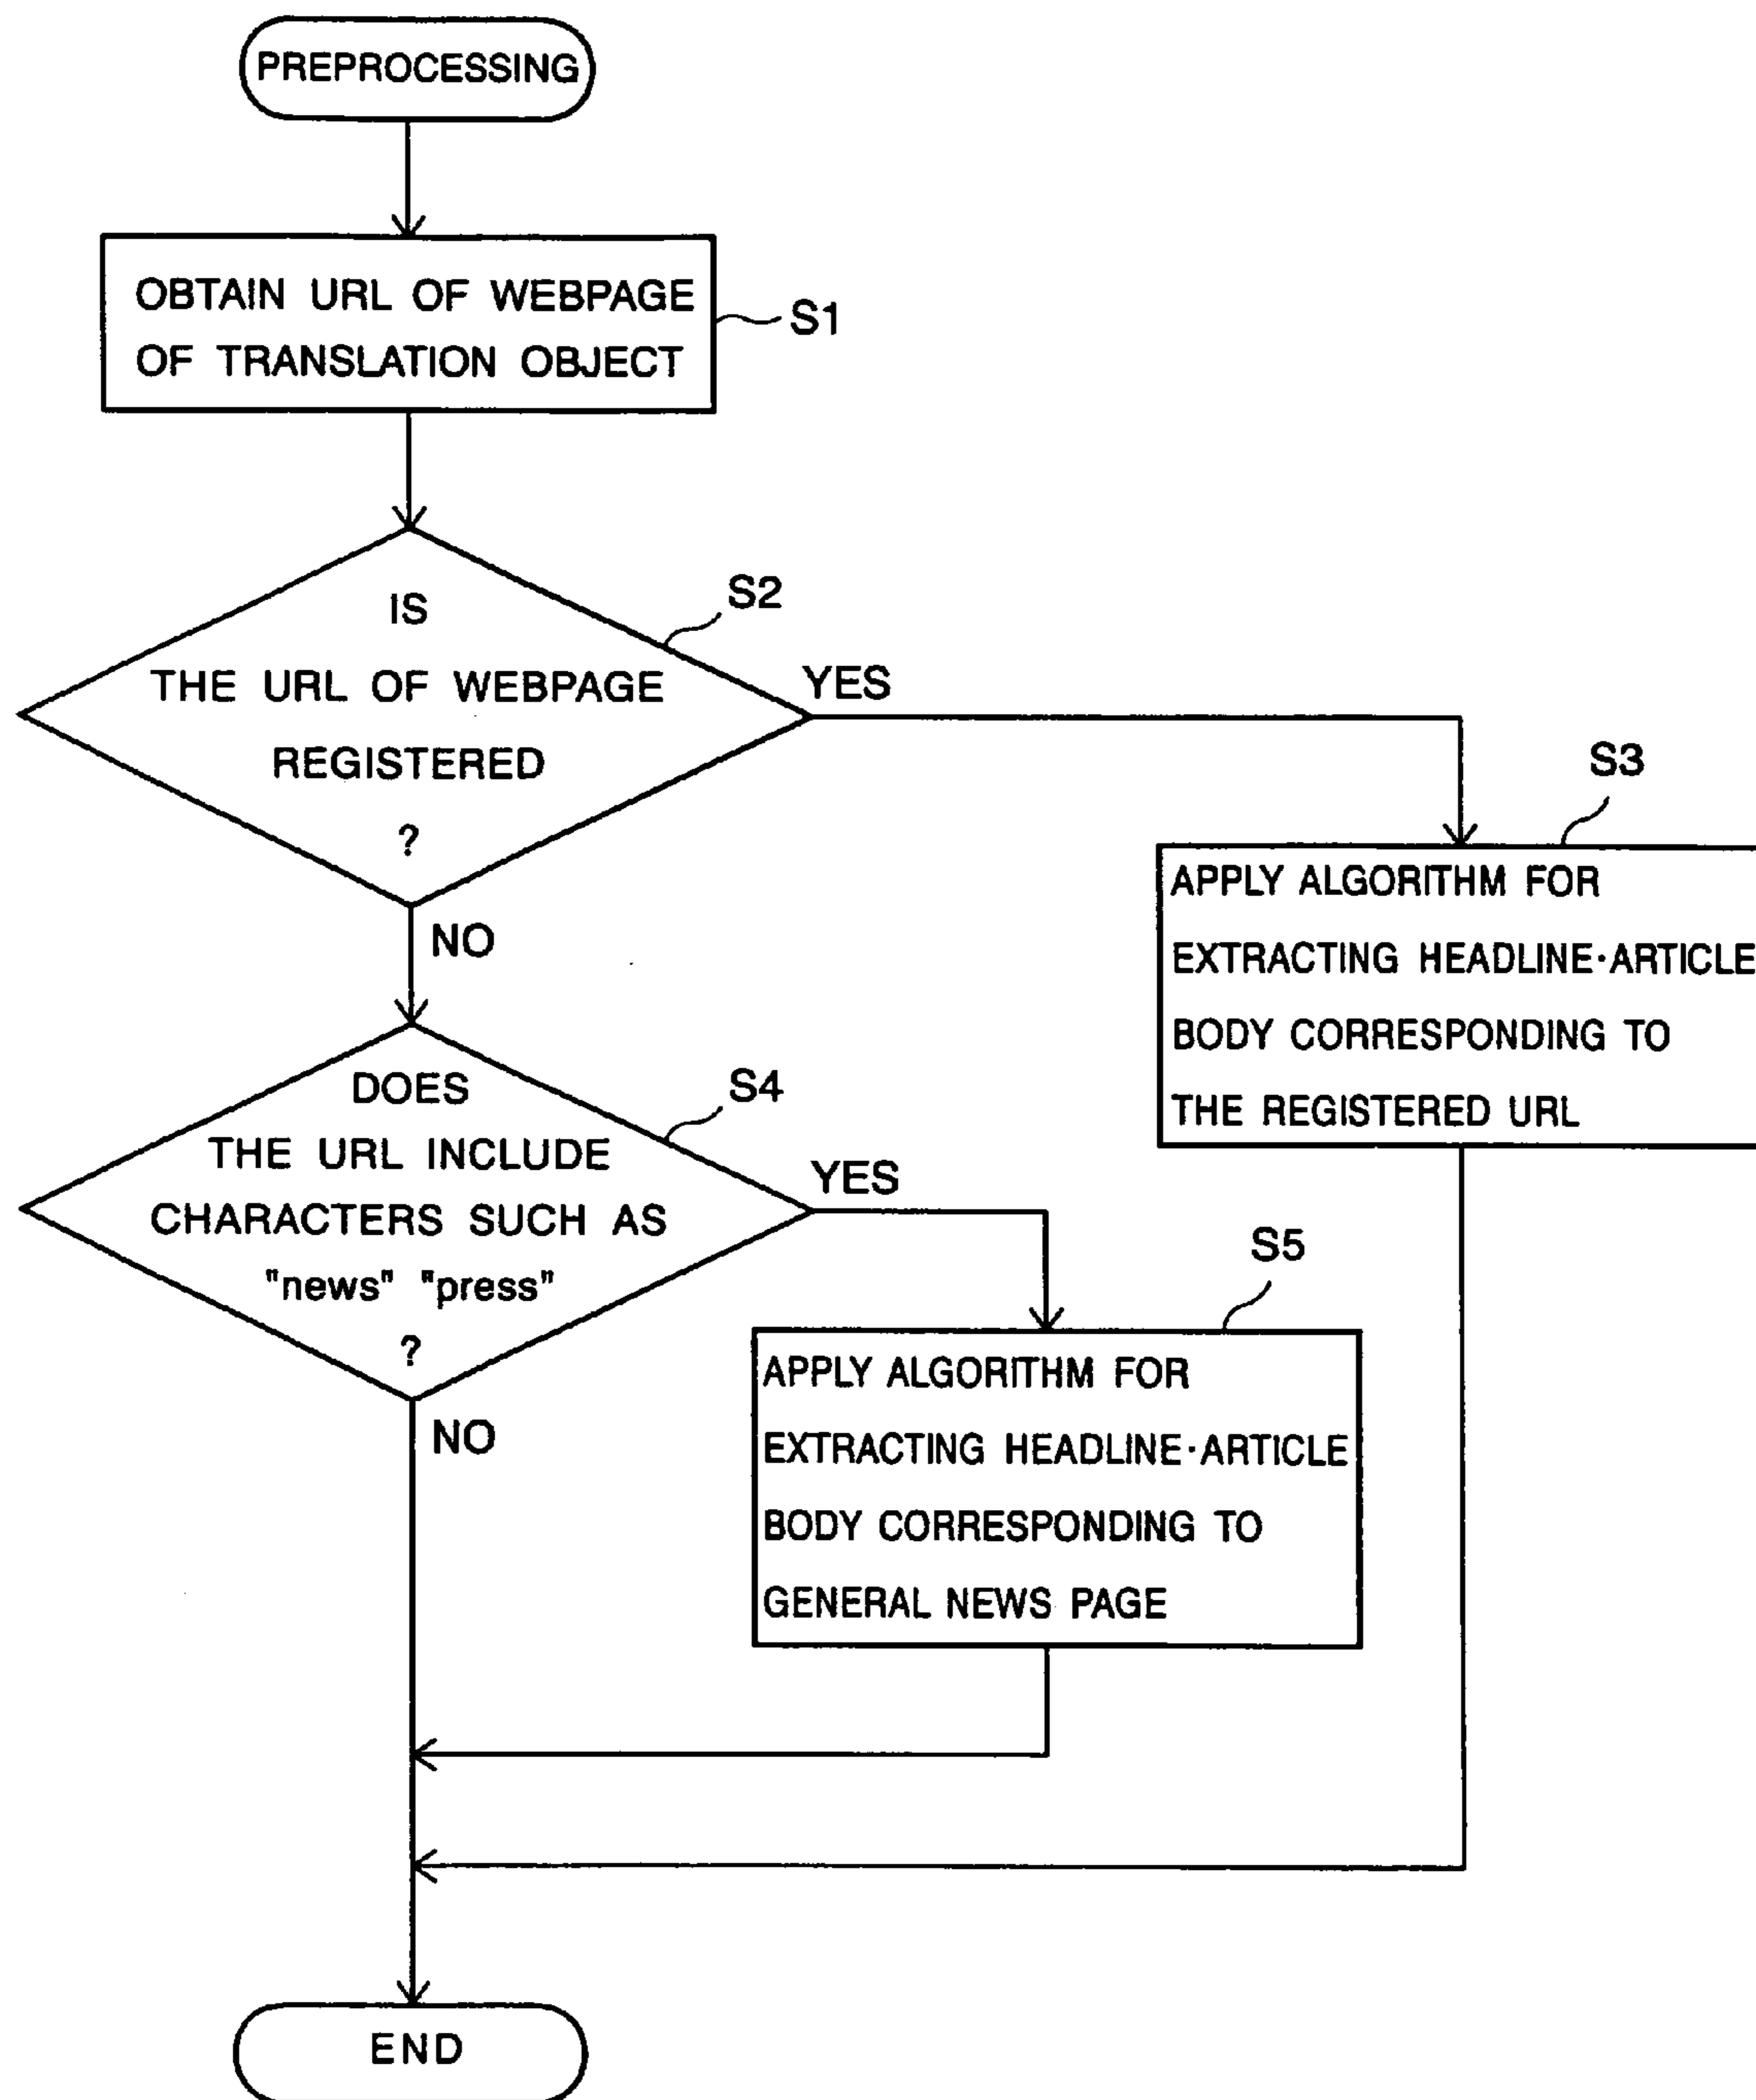 PREPROCESSING
OBTAIN URL OF WEBPAGE
OF TRANSLATION OBJECT
S1
IS
THE URL OF WEBPAGE
REGISTERED
?
S2
YES
NO
S3
APPLY ALGORITHM FOR
EXTRACTING HEADLINE·ARTICLE
BODY CORRESPONDING TO
THE REGISTERED URL
DOES
THE URL INCLUDE
CHARACTERS SUCH AS
"news" "press"
?
S4
YES
NO
S5
APPLY ALGORITHM FOR
EXTRACTING HEADLINE·ARTICLE
BODY CORRESPONDING TO
GENERAL NEWS PAGE
END